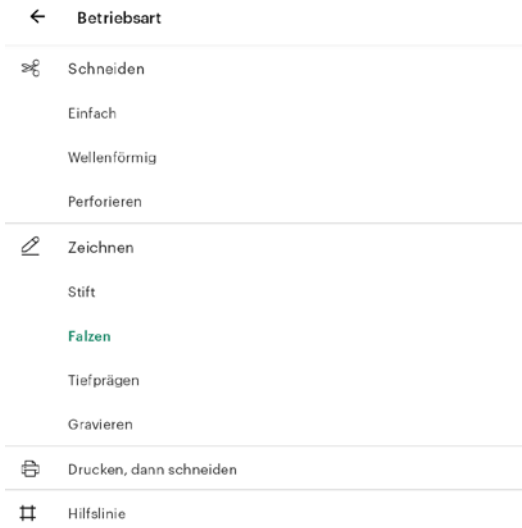 Betriebsart
Schneiden
Einfach
Wellenförmig
Perforieren
Zeichnen
Stift
Falzen
Tiefprägen
Gravieren
Drucken, dann schneiden
Hilfslinie